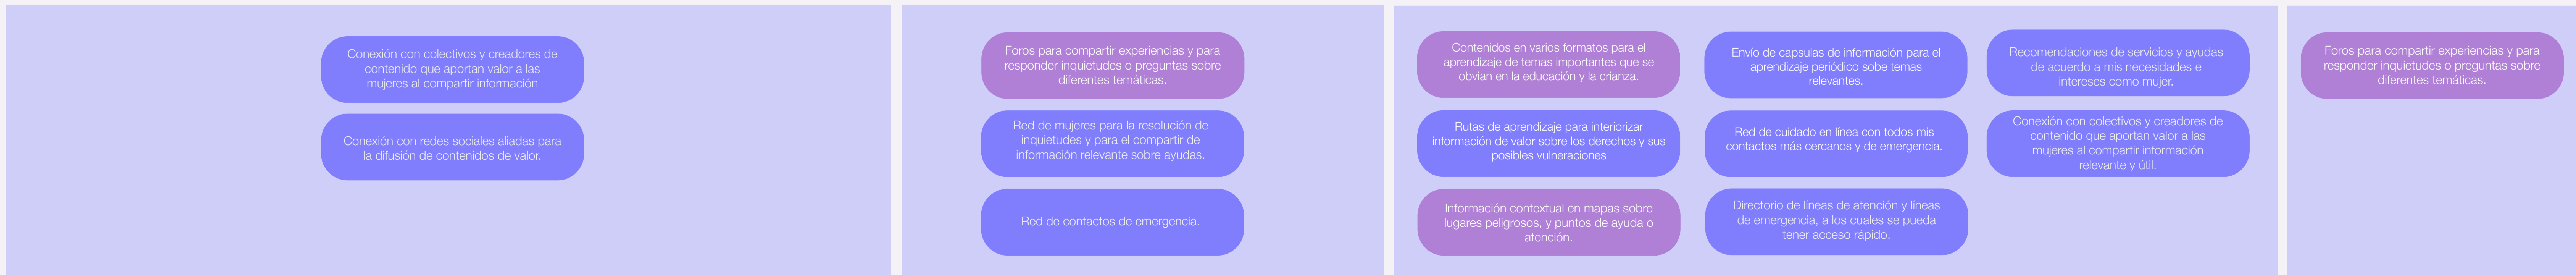 Conexión con colectivos y creadores de
contenido que aportan valor a las
mujeres al compartir información
Conexión con redes sociales aliadas para
la difusión de contenidos de valor.
Foros para compartir experiencias y para
responder inquietudes o preguntas sobre
diferentes temáticas.
Red de mujeres para la resolución de
inquietudes y para el compartir de
información relevante sobre ayudas.
Red de contactos de emergencia.
Contenidos en varios formatos para el
aprendizaje de temas importantes que se
obvian en la educación y la crianza.
Rutas de aprendizaje para interiorizar
información de valor sobre los derechos y sus
posibles vulneraciones
Información contextual en mapas sobre
lugares peligrosos, y puntos de ayuda o
atención.
Envío de capsulas de información para el
aprendizaje periódico sobe temas
relevantes.
Red de cuidado en línea con todos mis
contactos más cercanos y de emergencia.
Directorio de líneas de atención y líneas
de emergencia, a los cuales se pueda
tener acceso rápido.
Recomendaciones de servicios y ayudas
de acuerdo a mis necesidades e
intereses como mujer.
Conexión con colectivos y creadores de
contenido que aportan valor a las
mujeres al compartir información
relevante y útil.
Foros para compartir experiencias y para
responder inquietudes o preguntas sobre
diferentes temáticas.